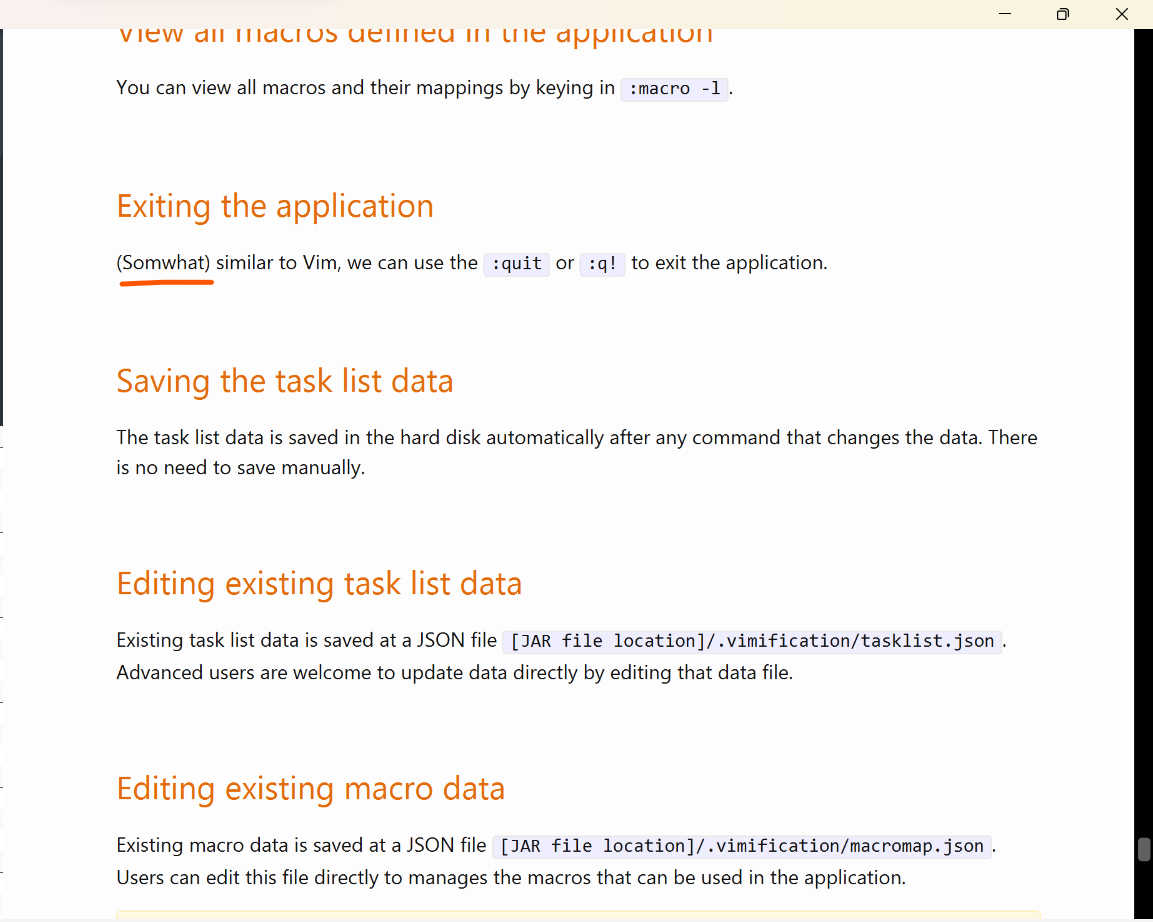 View all macros defined in the application
You can view all macros and their mappings by keying in :macro -l.
Exiting the application
(Somwhat) similar to Vim, we can use the :quit or :q! to exit the application.
Saving the task list data
The task list data is saved in the hard disk automatically after any command that changes the data. There
is no need to save manually.
Editing existing task list data
Existing task list data is saved at a JSON file [JAR file location]/.vimification/tasklist.json.
Advanced users are welcome to update data directly by editing that data file.
Editing existing macro data
Existing macro data is saved at a JSON file [JAR file location]/.vimification/macromap.json.
Users can edit this file directly to manages the macros that can be used in the application.